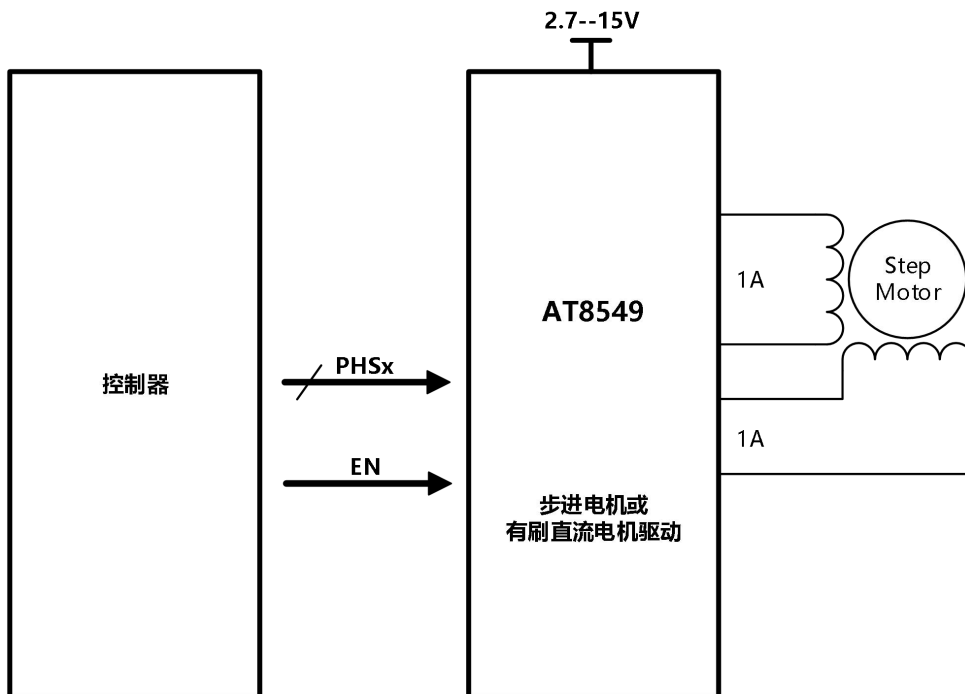 2.7--15V
控制器
PHSx
EN
AT8549
步进电机或
有刷直流电机驱动
1A
Step
Motor
1A